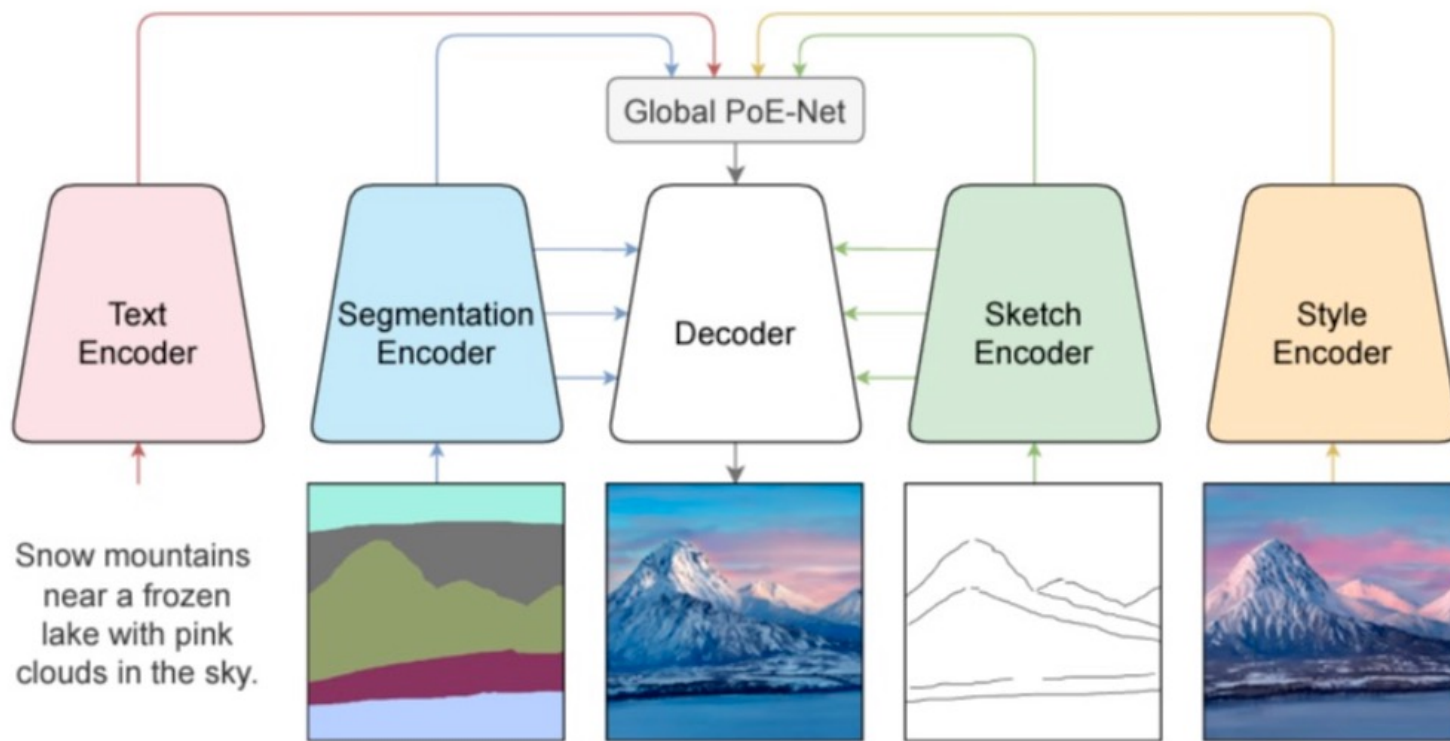 Global PoE-Net
Text
Encoder
Segmentation
Encoder
Decoder
Sketch
Encoder
Style
Encoder
Snow mountains
near a frozen
lake with pink
clouds in the sky.